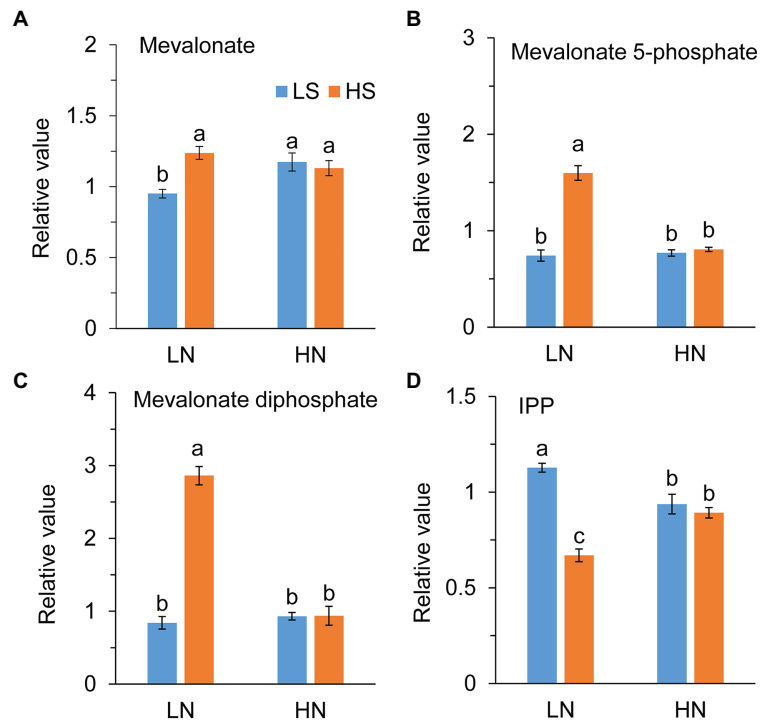 A
Mevalonate
LS HS
Relative value
2
1.5
1
0.5
0
b
a
a
a
LN HN
B
Mevalonate 5-phosphate
Relative value
3
2
1
0
b
a
b
b
LN HN
C
Mevalonate diphosphate
Relative value
4
3
2
1
0
b
a
b
b
LN HN
D
IPP
Relative value
1.5
1
0.5
0
a
c
b
b
LN HN